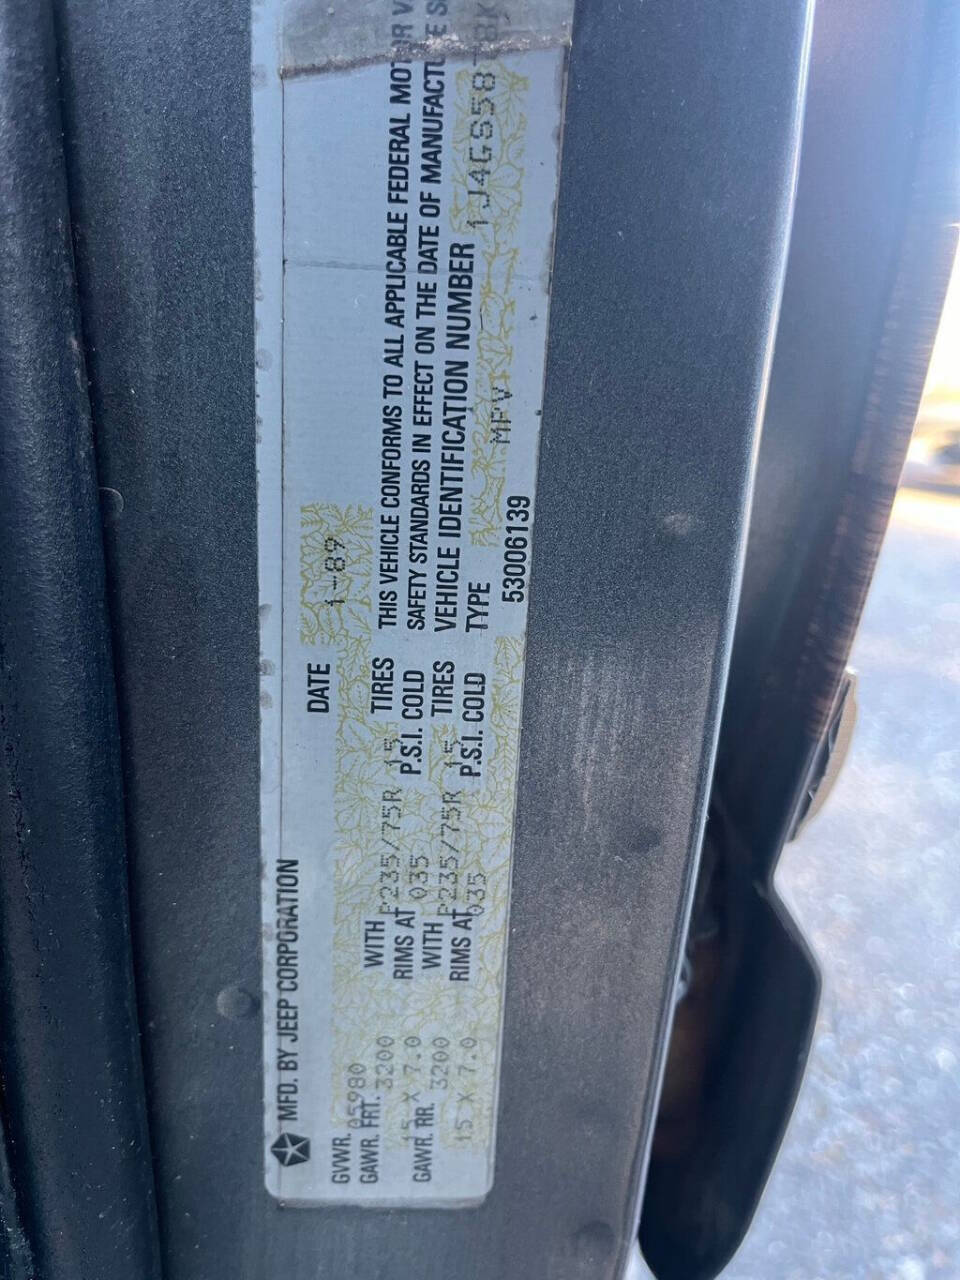 MFD. BY JEEP CORPORATION
DATE 1-89
GVWR. 05980
GAWR. FRT. 3200 WITH P235/75R 15 TIRES
15 X 7.0 RIMS AT 035 P.S.I. COLD
GAWR. RR. 3200 WITH P235/75R 15 TIRES
15 X 7.0 RIMS AT 035 P.S.I. COLD
THIS VEHICLE CONFORMS TO ALL APPLICABLE FEDERAL MOTOR
SAFETY STANDARDS IN EFFECT ON THE DATE OF MANUFACTURE
VEHICLE IDENTIFICATION NUMBER 1J4GS58
TYPE MPV
53006139